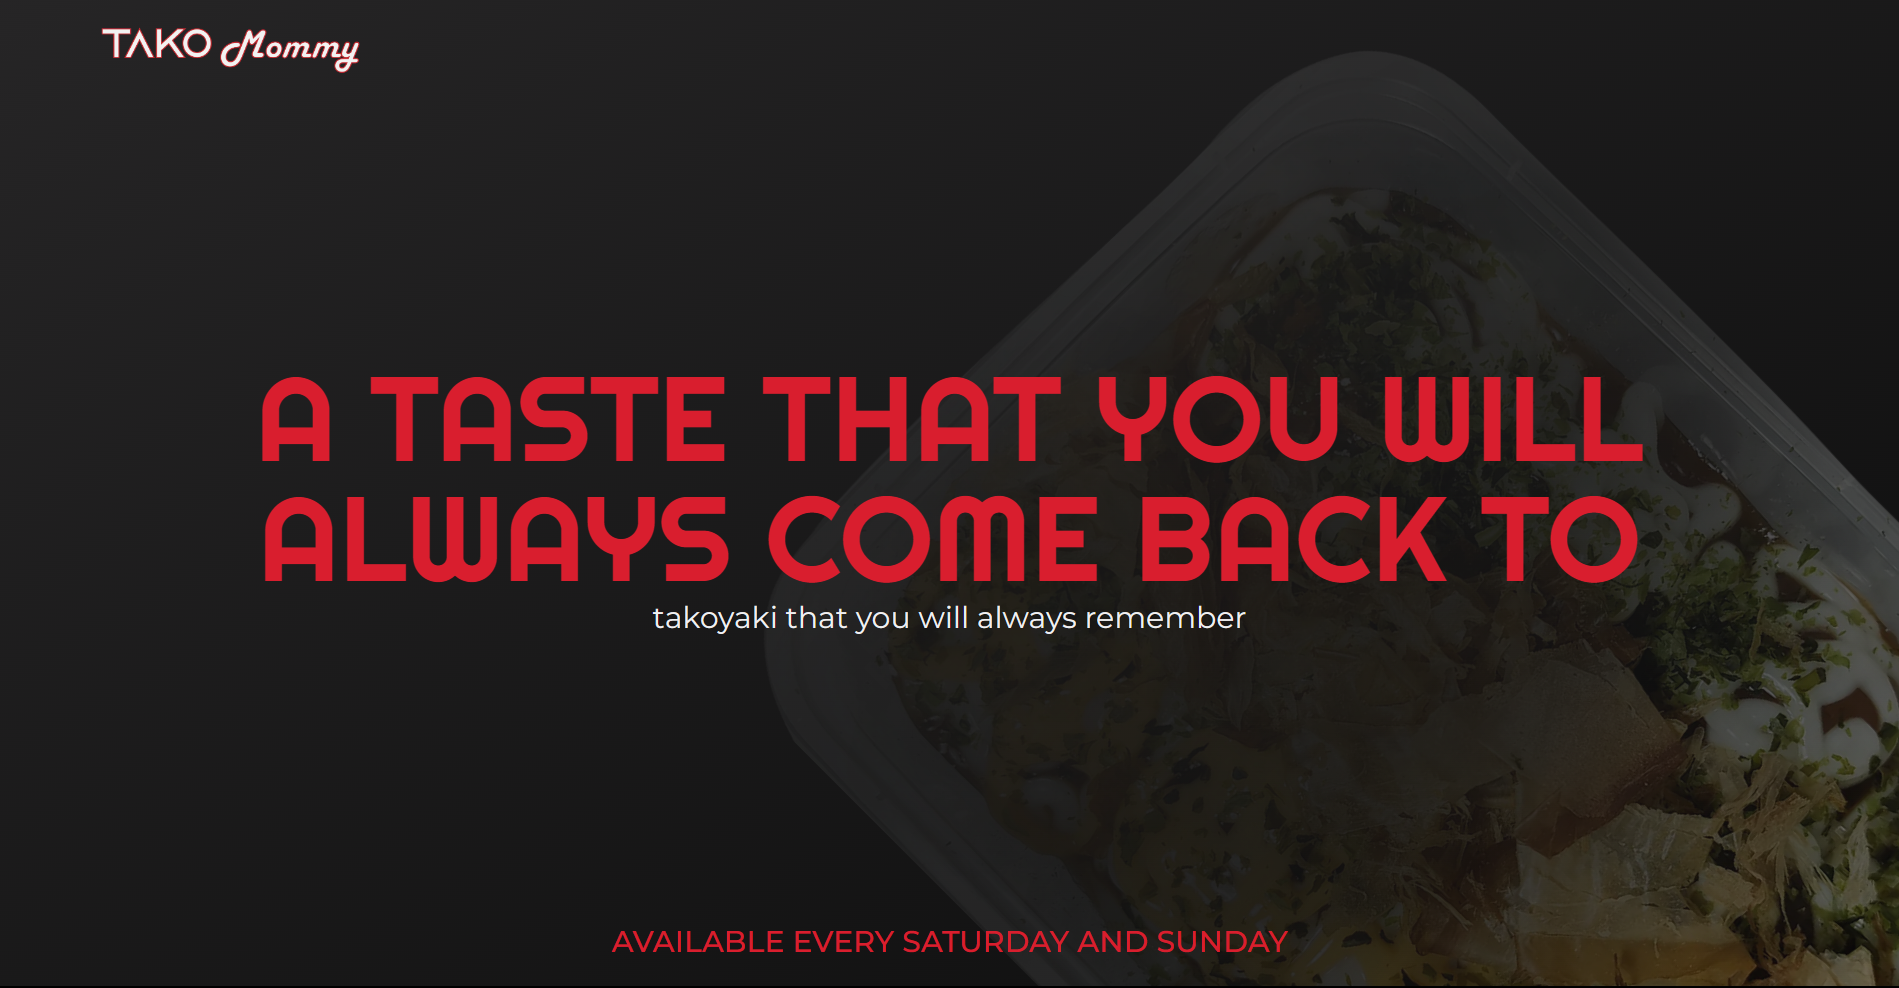 TAKO Mommy
A TASTE THAT YOU WILL
ALWAYS COME BACK TO
takoyaki that you will always remember
AVAILABLE EVERY SATURDAY AND SUNDAY